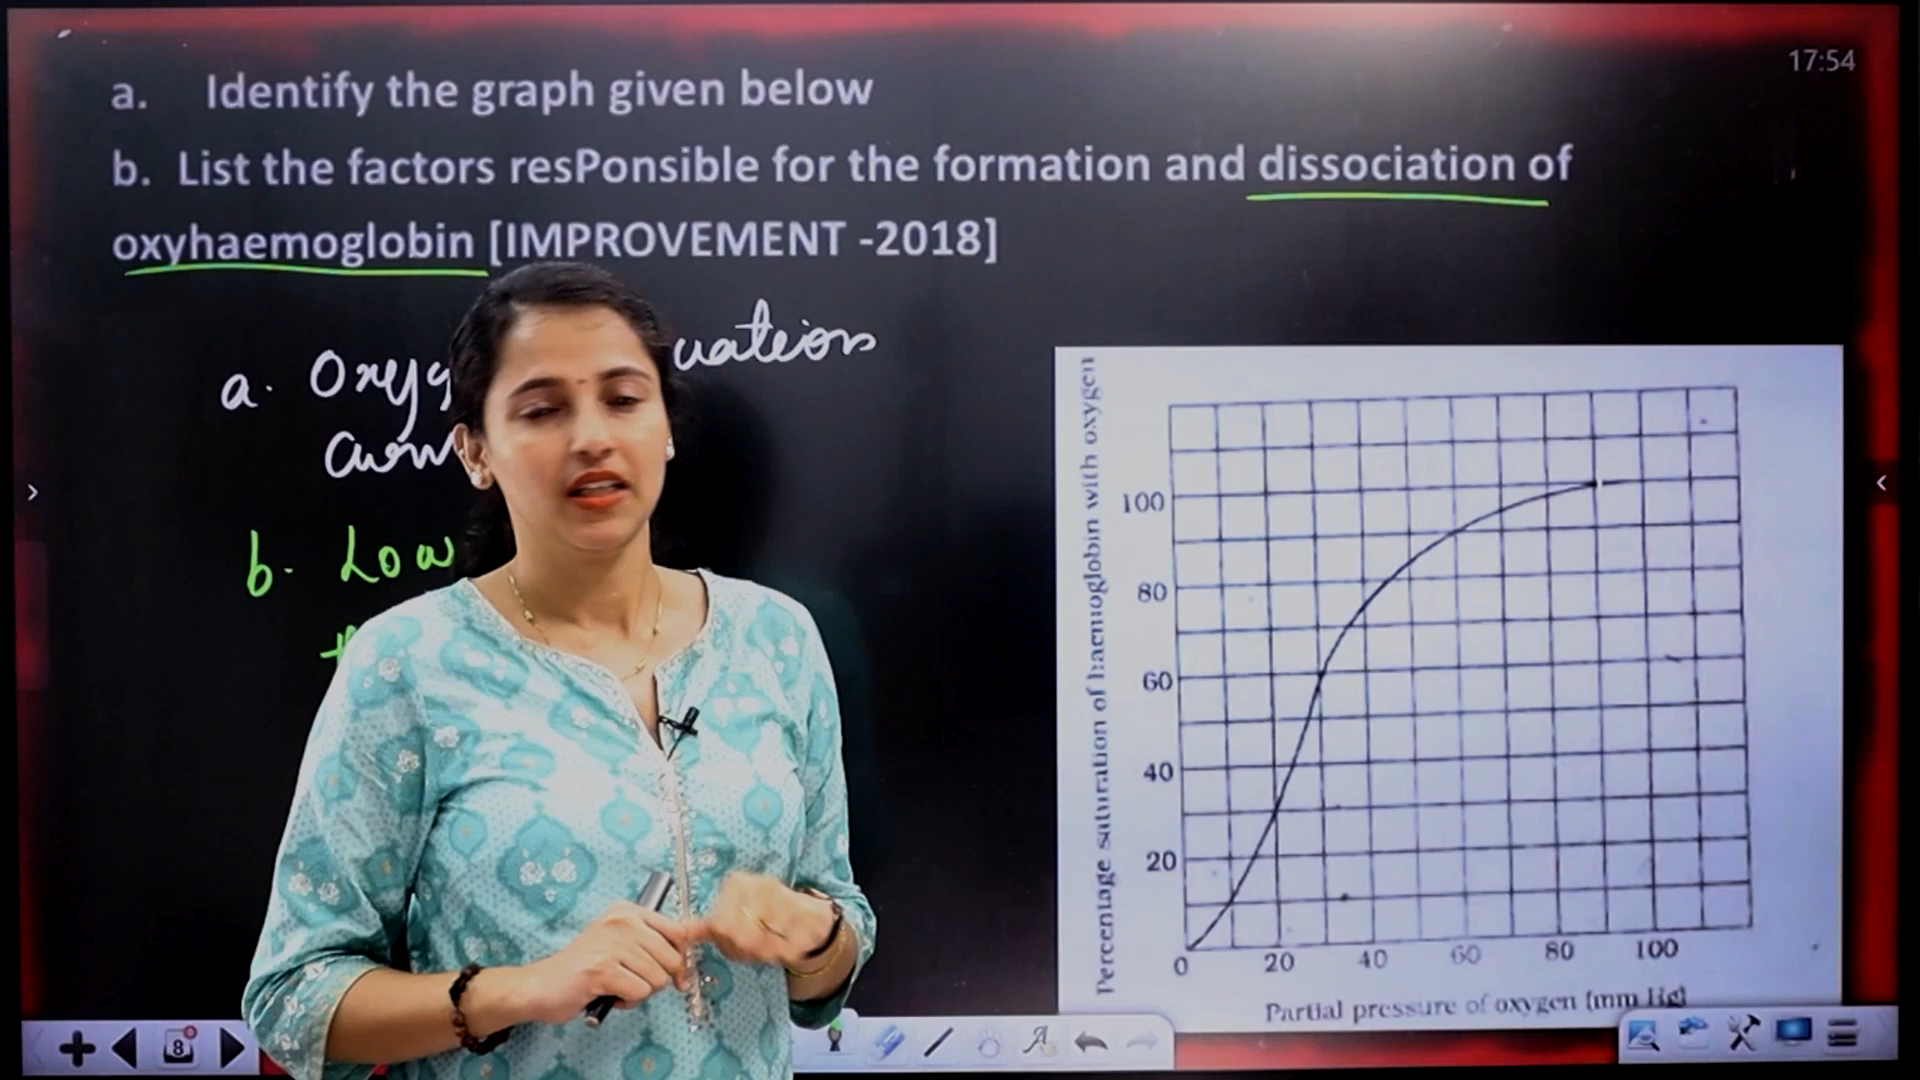 17:54
a. Identify the graph given below
b. List the factors resPonsible for the formation and dissociation of
oxyhaemoglobin [IMPROVEMENT -2018]
a.
b. Low
Percentage saturation of haemoglobin with oxygen
100
80
60
40
20
0 20 40 60 80 100
Partial pressure of oxygen (mm Hg)
8
A